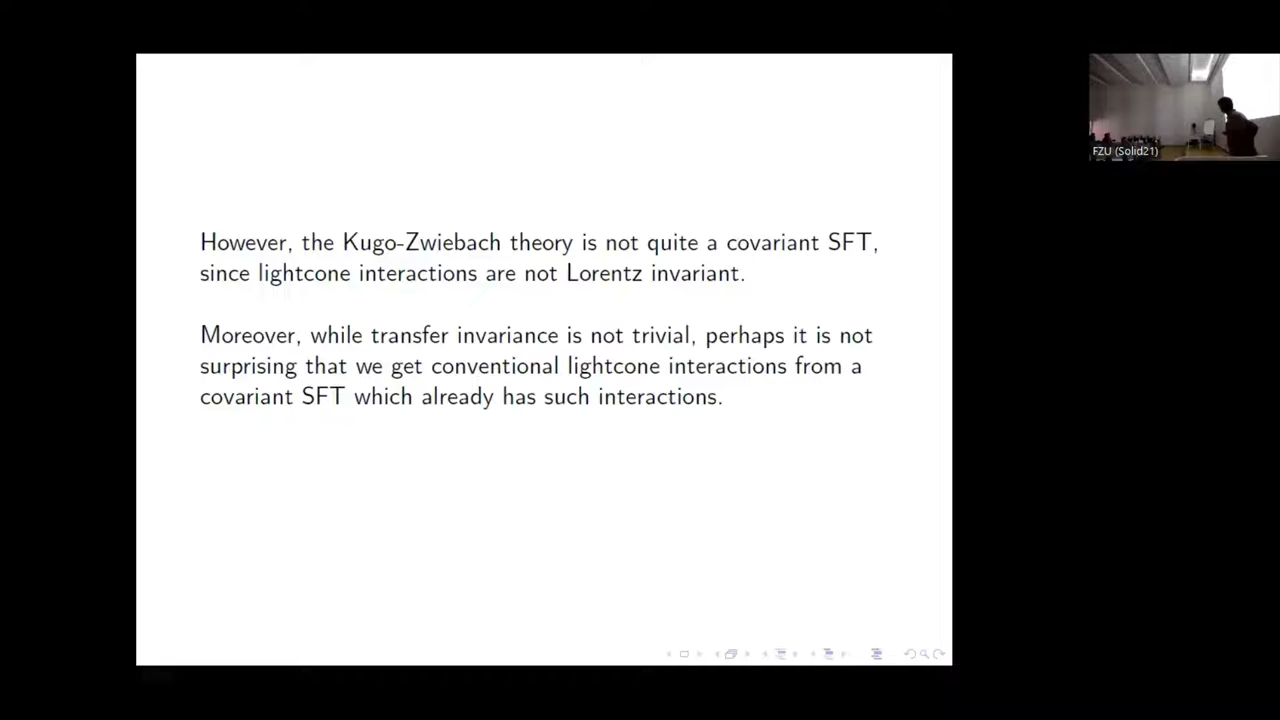 However, the Kugo-Zwiebach theory is not quite a covariant SFT,
since lightcone interactions are not Lorentz invariant.
Moreover, while transfer invariance is not trivial, perhaps it is not
surprising that we get conventional lightcone interactions from a
covariant SFT which already has such interactions.
FZU (Solid21)